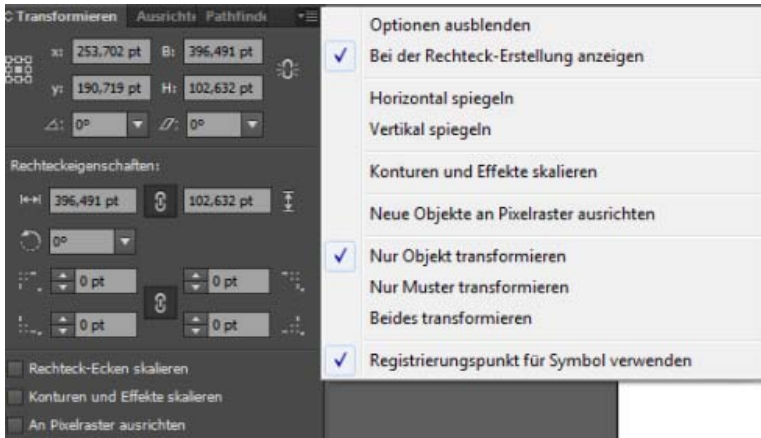 Transformieren Ausrichti Pathfinde
x: 253,702 pt B: 396,491 pt
y: 190,719 pt H: 102,632 pt
0° 0°
Rechteckeigenschaften:
396,491 pt 102,632 pt
0°
0 pt 0 pt
0 pt 0 pt
Rechteck-Ecken skalieren
Konturen und Effekte skalieren
An Pixelraster ausrichten
Optionen ausblenden
Bei der Rechteck-Erstellung anzeigen
Horizontal spiegeln
Vertikal spiegeln
Konturen und Effekte skalieren
Neue Objekte an Pixelraster ausrichten
Nur Objekt transformieren
Nur Muster transformieren
Beides transformieren
Registrierungspunkt für Symbol verwenden